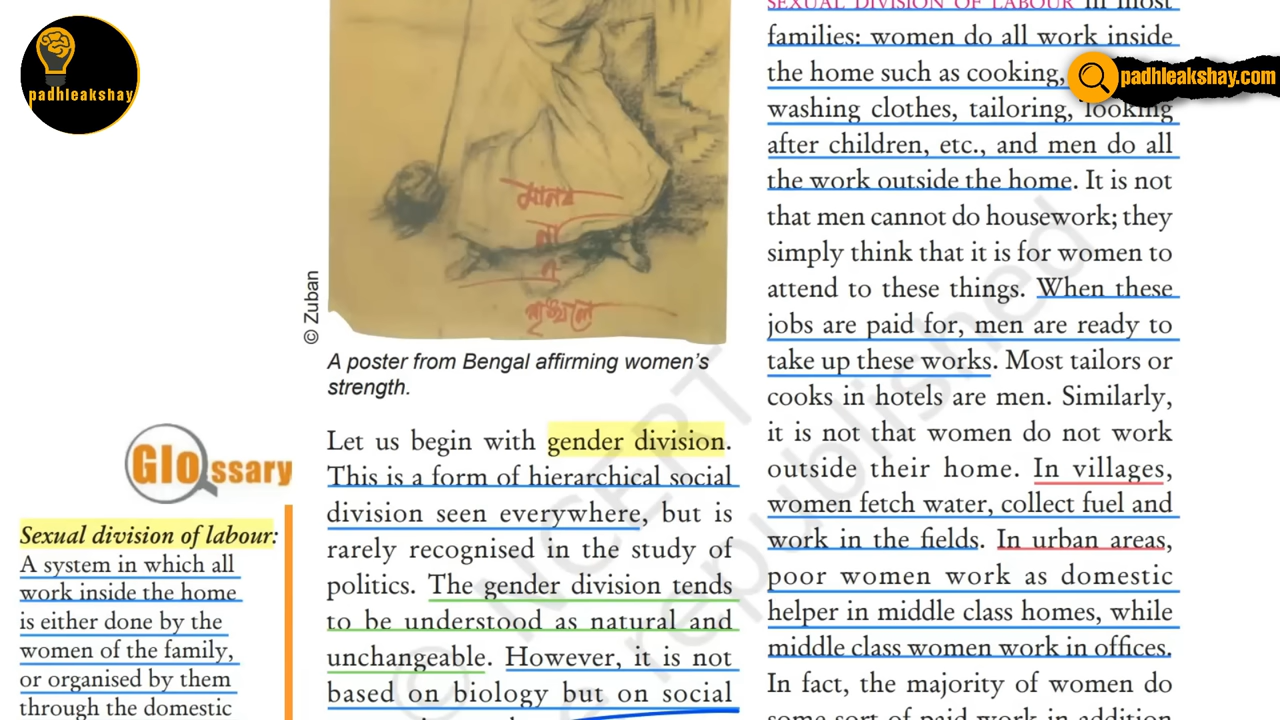 padhleakshay
padhleakshay.com
মানব
না
ন
শৃঙ্খলে
© Zuban
A poster from Bengal affirming women's
strength.
Glossary
Sexual division of labour:
A system in which all
work inside the home
is either done by the
women of the family,
or organised by them
through the domestic
Let us begin with gender division.
This is a form of hierarchical social
division seen everywhere, but is
rarely recognised in the study of
politics. The gender division tends
to be understood as natural and
unchangeable. However, it is not
based on biology but on social
SEXUAL DIVISION OF LABOUR in most
families: women do all work inside
the home such as cooking,
washing clothes, tailoring, looking
after children, etc., and men do all
the work outside the home. It is not
that men cannot do housework; they
simply think that it is for women to
attend to these things. When these
jobs are paid for, men are ready to
take up these works. Most tailors or
cooks in hotels are men. Similarly,
it is not that women do not work
outside their home. In villages,
women fetch water, collect fuel and
work in the fields. In urban areas,
poor women work as domestic
helper in middle class homes, while
middle class women work in offices.
In fact, the majority of women do
some sort of paid work in addition
© NCERT
republished